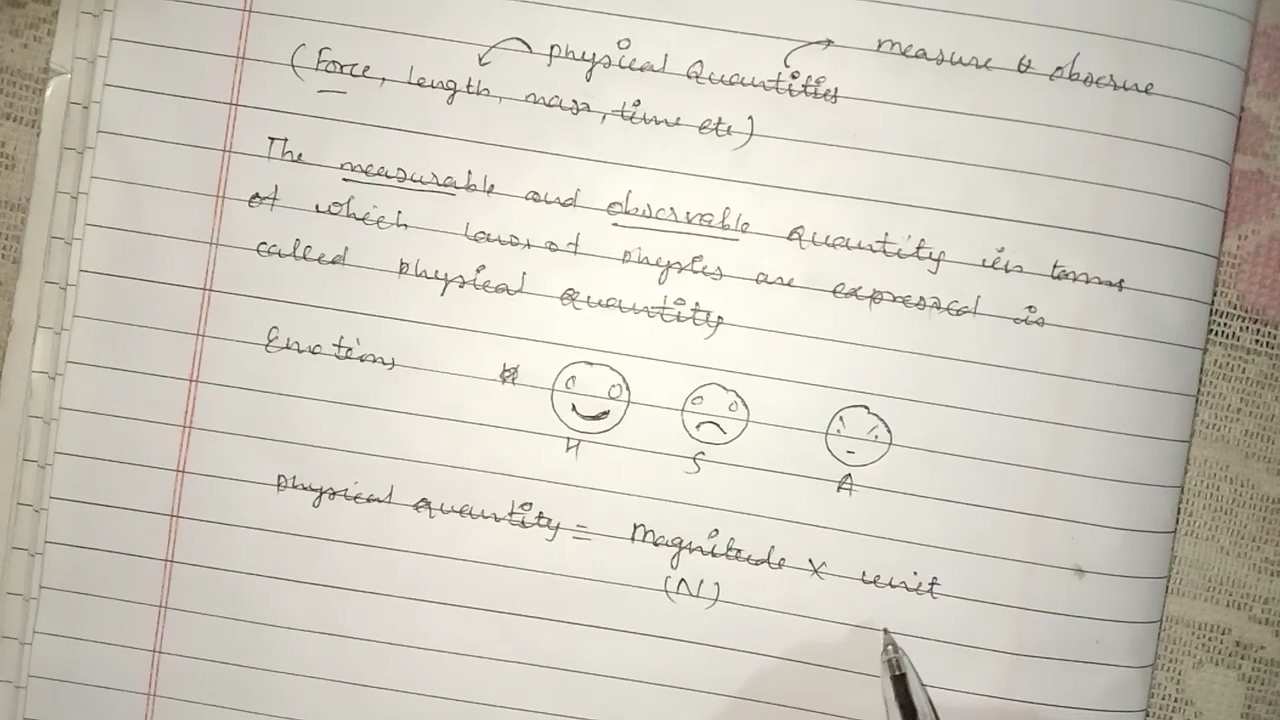 physical Quantities → measure & observe
(Force, length, mass, time etc)
The measurable and observable quantity in terms
of which laws of physics are expressed is
called physical quantity
Emotions
H S A
physical quantity = Magnitude × unit
(N)